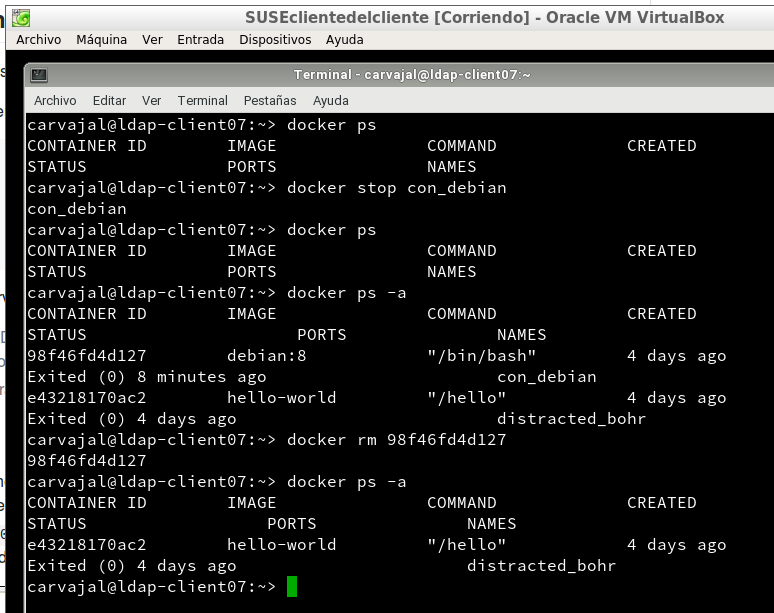 SUSEclientedelcliente [Corriendo] - Oracle VM VirtualBox
Archivo Máquina Ver Entrada Dispositivos Ayuda
Terminal - carvajal@ldap-client07:~
Archivo Editar Ver Terminal Pestañas Ayuda
carvajal@ldap-client07:~> docker ps
CONTAINER ID IMAGE COMMAND CREATED
STATUS PORTS NAMES
carvajal@ldap-client07:~> docker stop con_debian
con_debian
carvajal@ldap-client07:~> docker ps
CONTAINER ID IMAGE COMMAND CREATED
STATUS PORTS NAMES
carvajal@ldap-client07:~> docker ps -a
CONTAINER ID IMAGE COMMAND CREATED
STATUS PORTS NAMES
98f46fd4d127 debian:8 "/bin/bash" 4 days ago
Exited (0) 8 minutes ago con_debian
e43218170ac2 hello-world "/hello" 4 days ago
Exited (0) 4 days ago distracted_bohr
carvajal@ldap-client07:~> docker rm 98f46fd4d127
98f46fd4d127
carvajal@ldap-client07:~> docker ps -a
CONTAINER ID IMAGE COMMAND CREATED
STATUS PORTS NAMES
e43218170ac2 hello-world "/hello" 4 days ago
Exited (0) 4 days ago distracted_bohr
carvajal@ldap-client07:~>